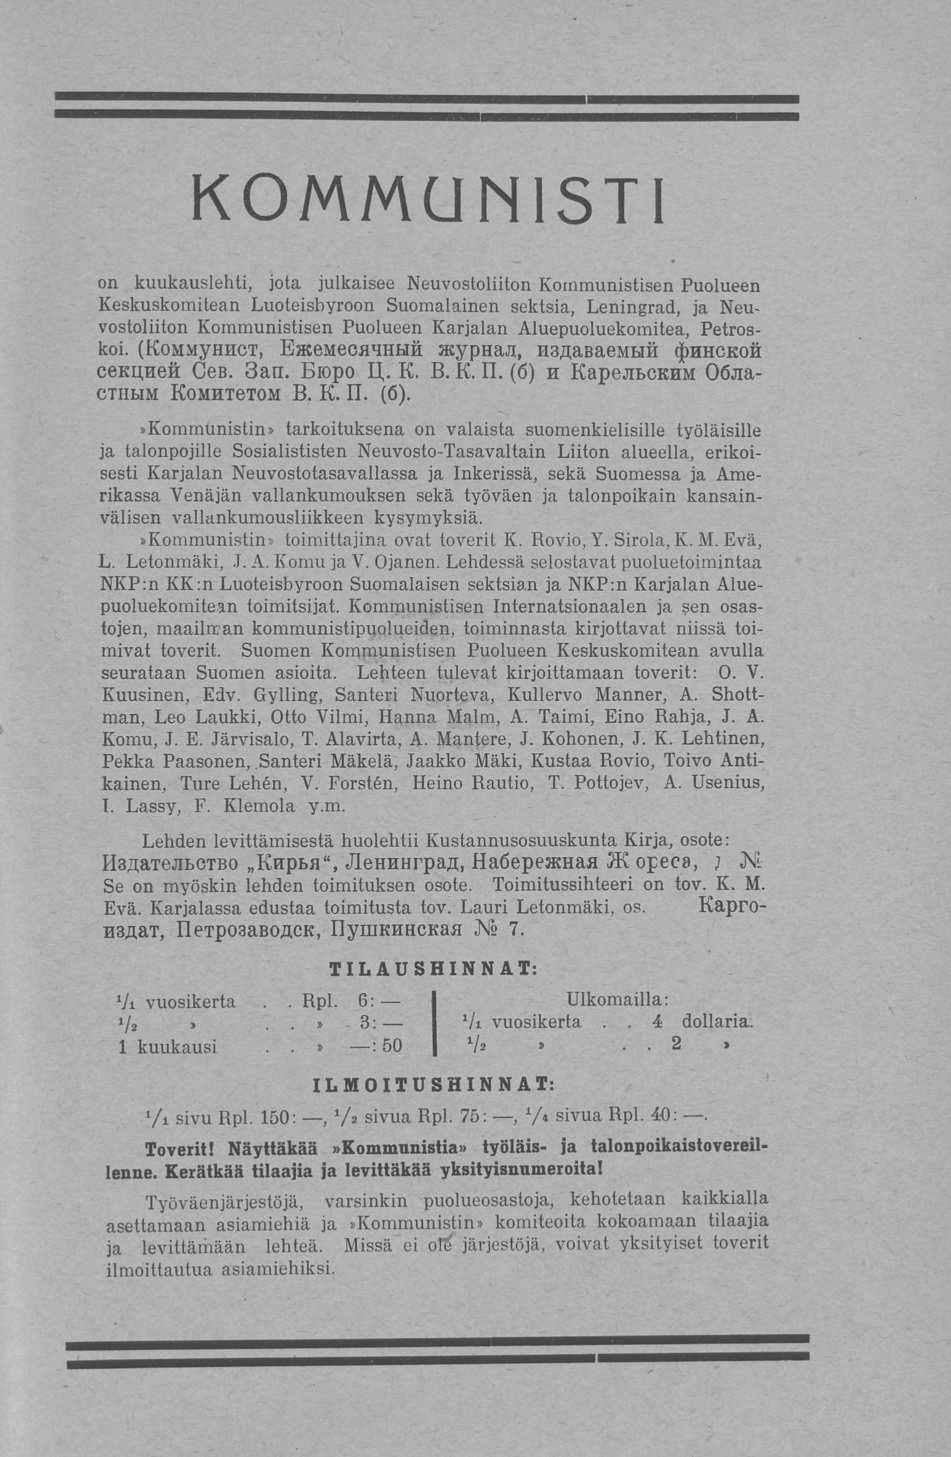 KOMMUNISTI
on kuukauslehti, jota julkaisee Neuvostoliiton Kommunistisen Puolueen
Keskuskomitean Luoteisbyroon Suomalainen sektsia, Leningrad, ja Neu-
vostoliiton Kommunistisen Puolueen Karjalan Aluepuoluekomitea, Petros-
koi. (Коммунист, Ежемесячный журнал, издаваемый финской
секцией Сев. Зап. Бюро Ц. К. В. К. П. (б) и Карельским Обла-
стным Комитетом В. К. П. (б).
»Kommunistin» tarkoituksena on valaista suomenkielisille työläisille
ja talonpojille Sosialististen Neuvosto-Tasavaltain Liiton alueella, erikoi-
sesti Karjalan Neuvostotasavallassa ja Inkerissä, sekä Suomessa ja Ame-
rikassa Venäjän vallankumouksen sekä työväen ja talonpoikain kansain-
välisen vallankumousliikkeen kysymyksiä.
»Kommunistin» toimittajina ovat toverit K. Rovio, Y. Sirola, K. M. Evä,
L. Letonmäki, J. A. Komu ja V. Ojanen. Lehdessä selostavat puoluetoimintaa
NKP:n KK:n Luoteisbyroon Suomalaisen sektsian ja NKP:n Karjalan Alue-
puoluekomitean toimitsijat. Kommunistisen Internatsionaalen ja sen osas-
tojen, maailman kommunistipuolueiden, toiminnasta kirjottavat niissä toi-
mivat toverit. Suomen Kommunistisen Puolueen Keskuskomitean avulla
seurataan Suomen asioita. Lehteen tulevat kirjoittamaan toverit: O. V.
Kuusinen, Edv. Gylling, Santeri Nuorteva, Kullervo Manner, A. Shott-
man, Leo Laukki, Otto Vilmi, Hanna Malm, A. Taimi, Eino Rahja, J. A.
Komu, J. E. Järvisalo, T. Alavirta, A. Mantere, J. Kohonen, J. K. Lehtinen,
Pekka Paasonen, Santeri Mäkelä, Jaakko Mäki, Kustaa Rovio, Toivo Anti-
kainen, Ture Lehén, V. Forstén, Heino Rautio, T. Pottojev, A. Usenius,
I. Lassy, F. Klemola y.m.
Lehden levittämisestä huolehtii Kustannusosuuskunta Kirja, osote:
Издательство „Кирья“, Ленинград, Набережная Ж ореса, №
Se on myöskin lehden toimituksen osote. Toimitussihteeri on tov. K. M.
Evä. Karjalassa edustaa toimitusta tov. Lauri Letonmäki, os. Карго-
издат, Петрозаводск, Пушкинская № 7.
TILAUSHINNAT:
1/1 vuosikerta . . Rpl. 6: —
1/2 » . . » 3: —
1 kuukausi . . » —: 50
Ulkomailla:
1/1 vuosikerta . . 4 dollaria.
1/2 » . . 2 »
ILMOITUSHINNAT:
1/1 sivu Rpl. 150: —, 1/2 sivua Rpl. 75: —, 1/4 sivua Rpl. 40: —.
Toverit! Näyttäkää »Kommunistia» työläis- ja talonpoikaistovereil-
lenne. Kerätkää tilaajia ja levittäkää yksityisnumeroita!
Työväenjärjestöjä, varsinkin puolueosastoja, kehotetaan kaikkialla
asettamaan asiamiehiä ja »Kommunistin» komiteoita kokoamaan tilaajia
ja levittämään lehteä. Missä ei ole järjestöjä, voivat yksityiset toverit
ilmoittautua asiamiehiksi.